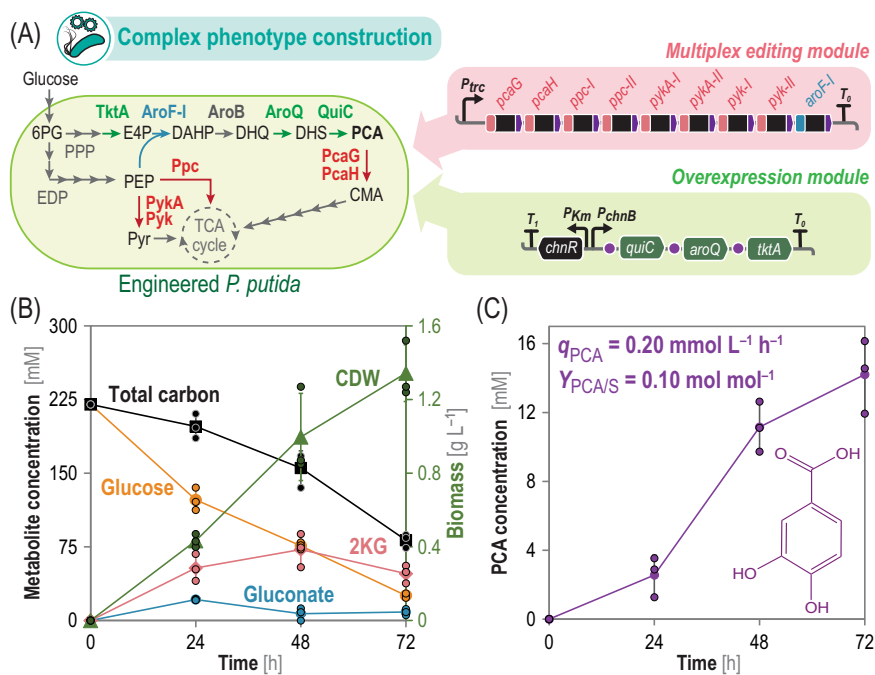 (A)
Complex phenotype construction
Glucose
TktA AroF-I AroB AroQ QuiC
6PG E4P DAHP DHQ DHS PCA
PPP
Ppc
PcaG
PcaH
EDP
PEP
CMA
PykA
Pyk
TCA
cycle
Pyr
Engineered P. putida
Multiplex editing module
Ptrc
pcaG pcaH ppc-I ppc-II pykA-I pykA-II pyk-I pyk-II aroF-I
T0
Overexpression module
T1 PKm PchnB T0
chnR quiC aroQ tktA
(B)
Metabolite concentration [mM]
300
225
150
75
0
Total carbon
CDW
Glucose
2KG
Gluconate
1.6
1.2
0.8
0.4
0
Biomass [g L–1]
0 24 48 72
Time [h]
(C)
PCA concentration [mM]
16
12
8
4
0
qPCA = 0.20 mmol L–1 h–1
YPCA/S = 0.10 mol mol–1
O
OH
HO
OH
0 24 48 72
Time [h]